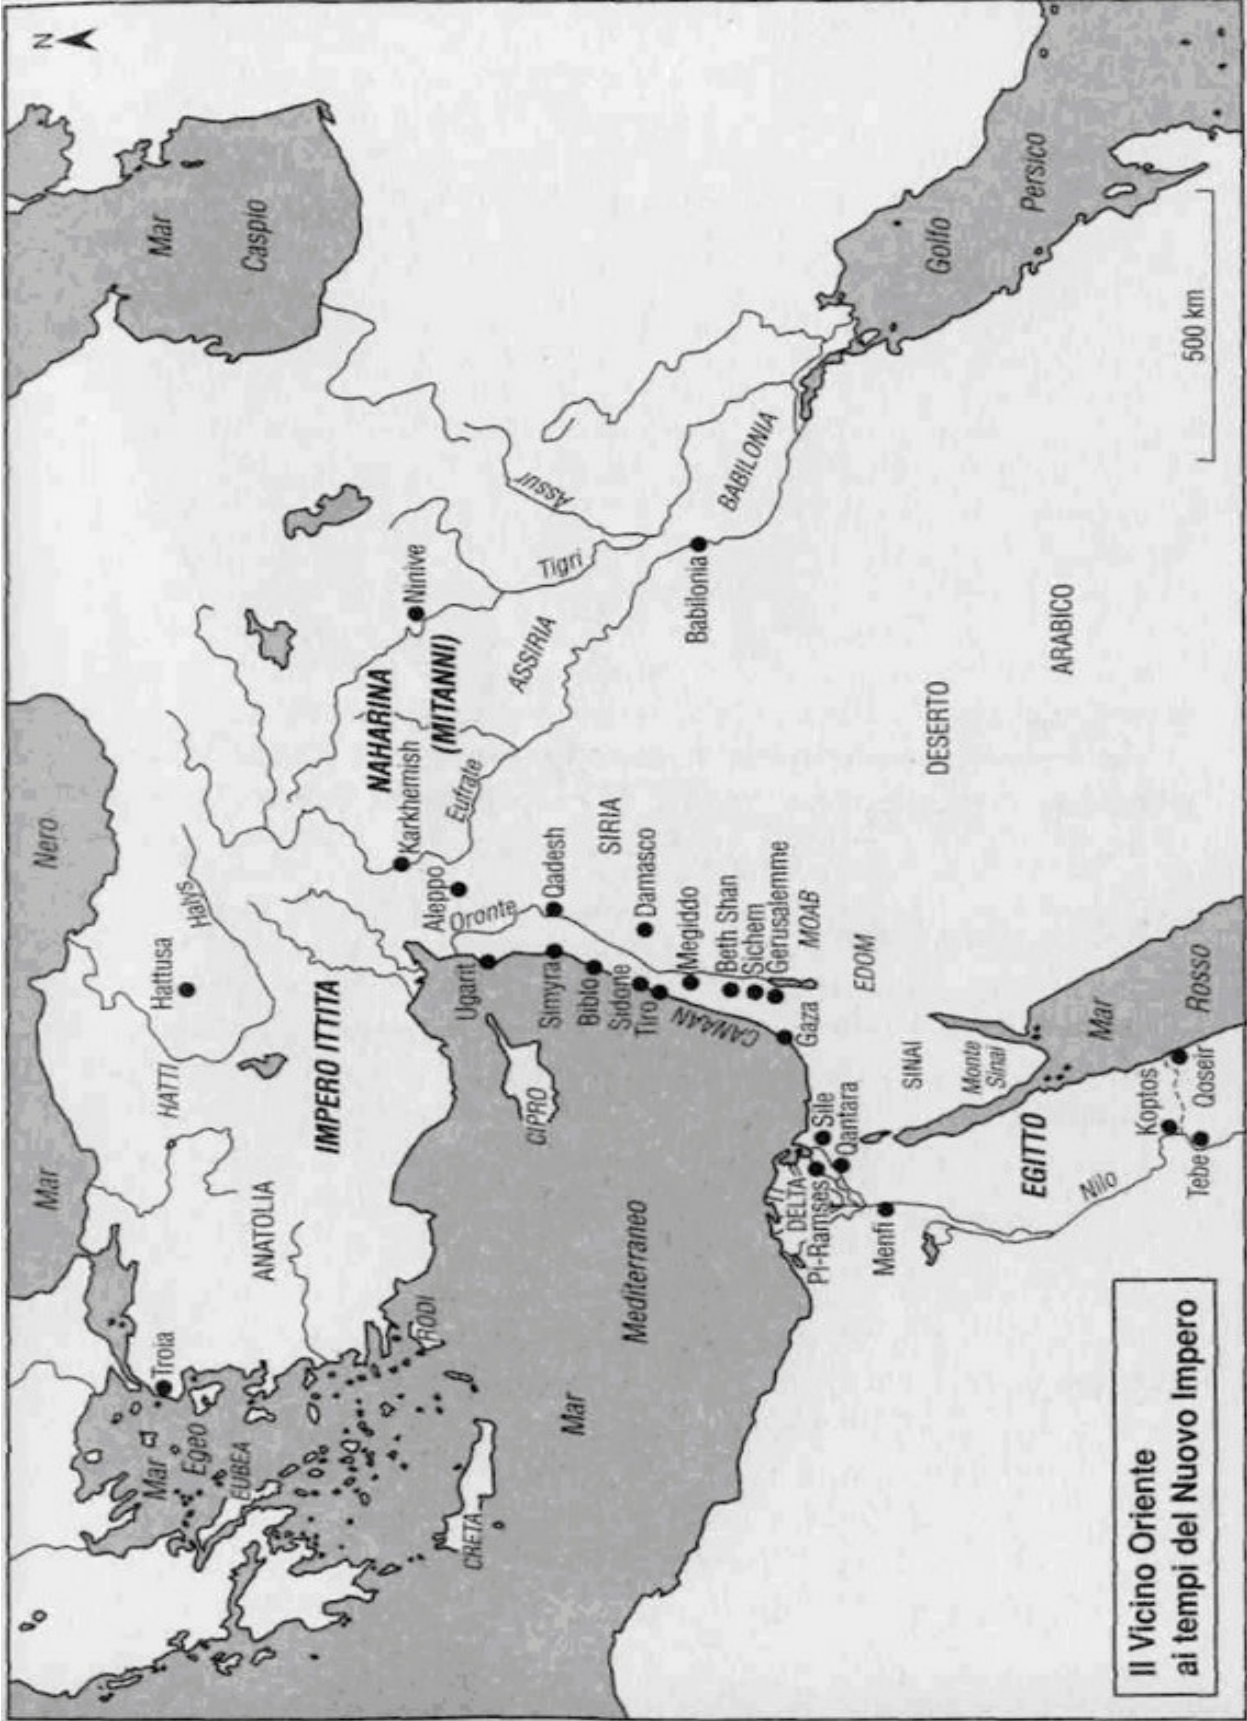 N
Mar
Nero
Mar
Caspio
Troia
Mar
Egeo
EUBEA
ANATOLIA
HATTI
Hattusa
Halys
IMPERO ITTITA
RODI
CRETA
CIPRO
NAHARINA
(MITANNI)
Karkhemish
Ninive
Aleppo
Oronte
Eufrate
ASSIRIA
Tigri
Assur
Ugarit
Simyra
Qadesh
Biblo
SIRIA
Sidone
Tiro
Damasco
Megiddo
CANAAN
Beth Shan
Sichem
Gerusalemme
Gaza
MOAB
EDOM
Babilonia
BABILONIA
Mar
Mediterraneo
DELTA
Pi-Ramses
Sile
Qantara
Menfi
SINAI
Monte
Sinai
EGITTO
Nilo
Koptos
Tebe
Qoseir
Mar
Rosso
DESERTO
ARABICO
Golfo
Persico
500 km
Il Vicino Oriente
ai tempi del Nuovo Impero